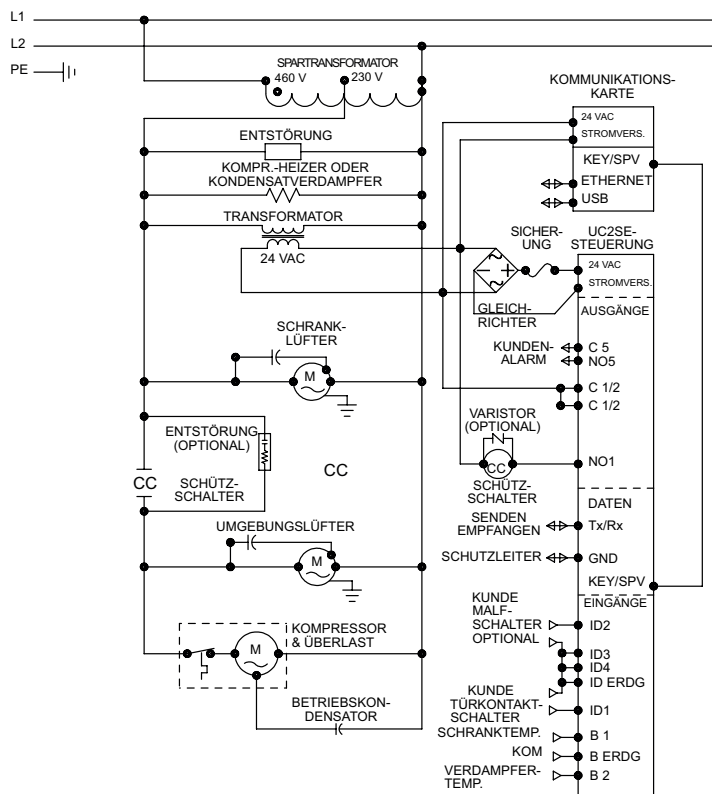 L1
L2
PE
SPARTRANSFORMATOR
460 V
230 V
ENTSTÖRUNG
KOMPR.-HEIZER ODER
KONDENSATVERDAMPFER
TRANSFORMATOR
24 VAC
KOMMUNIKATIONS-
KARTE
24 VAC
STROMVERS.
KEY/SPV
ETHERNET
USB
SICHER-
UNG
UC2SE-
STEUERUNG
24 VAC
STROMVERS.
GLEICH-
RICHTER
AUSGÄNGE
SCHRANK-
LÜFTER
M
KUNDEN-
ALARM
C 5
NO5
C 1/2
C 1/2
ENTSTÖRUNG
(OPTIONAL)
CC
SCHÜTZ-
SCHALTER
CC
VARISTOR
(OPTIONAL)
CC
NO1
SCHÜTZ-
SCHALTER
DATEN
SENDEN
EMPFANGEN
Tx/Rx
UMGEBUNGSLÜFTER
M
SCHUTZLEITER
GND
KEY/SPV
EINGÄNGE
KUNDE
MALF-
SCHALTER
OPTIONAL
ID2
ID3
ID4
ID ERDG
KOMPRESSOR
& ÜBERLAST
M
BETRIEBSKON-
DENSATOR
KUNDE
TÜRKONTAKT-
SCHALTER
ID1
SCHRANKTEMP.
B 1
KOM
B ERDG
VERDAMPFER-
TEMP.
B 2